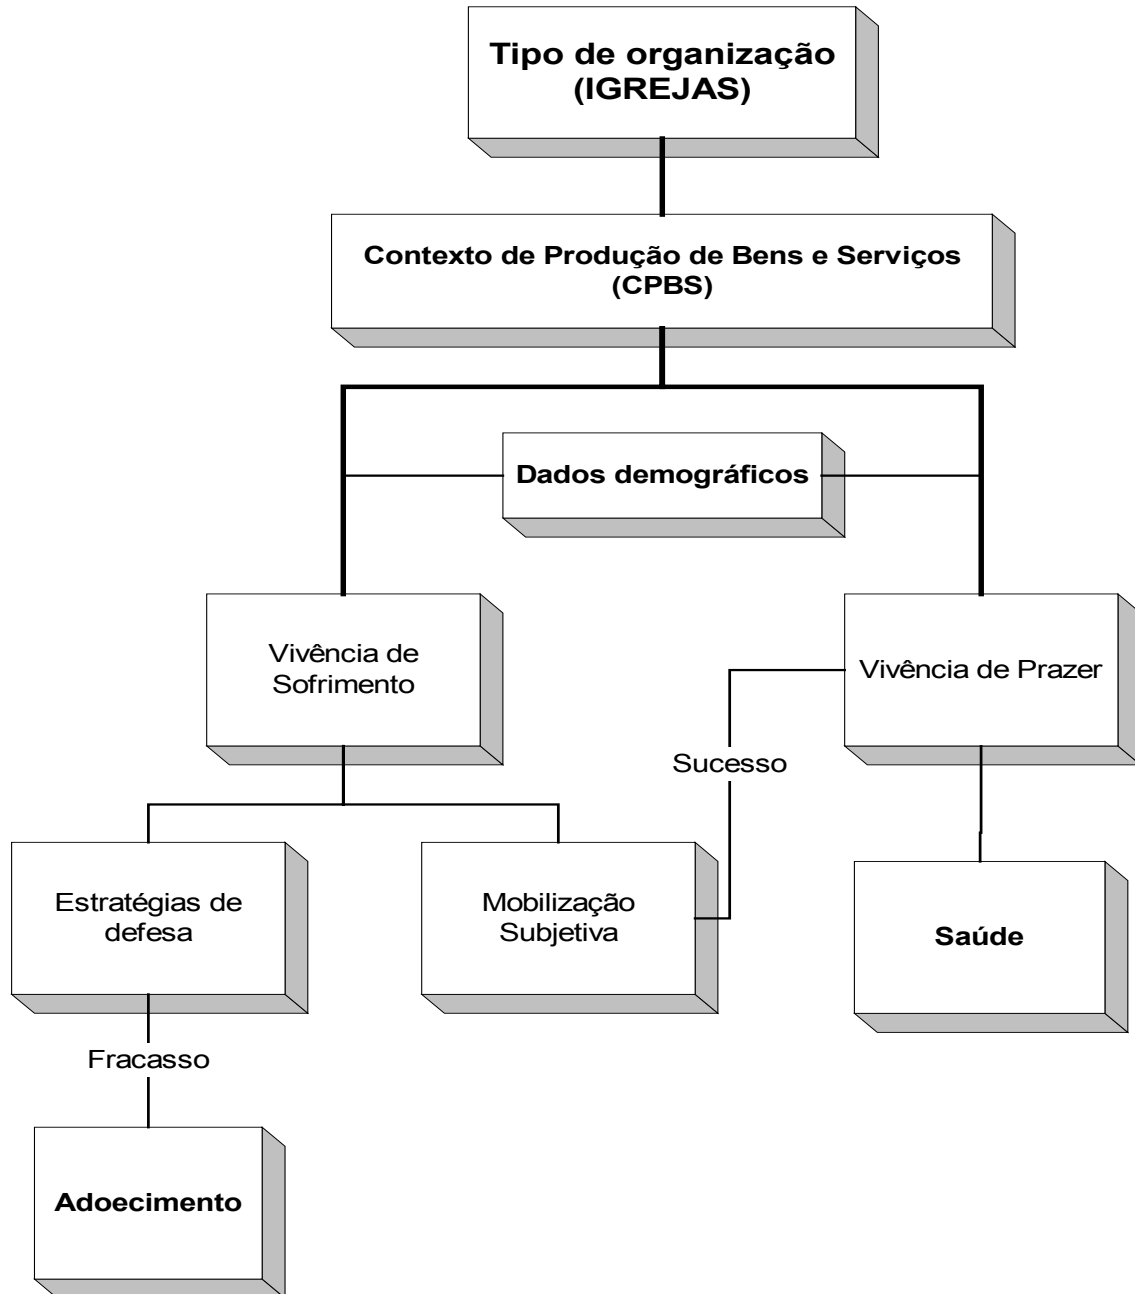 Tipo de organização
(IGREJAS)
Contexto de Produção de Bens e Serviços
(CPBS)
Dados demográficos
Vivência de
Sofrimento
Vivência de Prazer
Sucesso
Estratégias de
defesa
Mobilização
Subjetiva
Saúde
Fracasso
Adoecimento